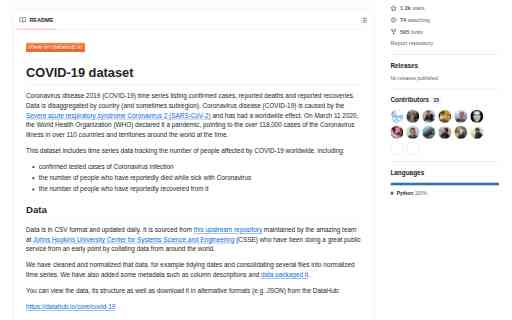 README
COVID-19 dataset
Coronavirus disease 2019 (COVID-19) time series listing confirmed cases, reported deaths and reported recoveries.
Data is disaggregated by country (and sometimes subregion). Coronavirus disease (COVID-19) is caused by the
Severe acute respiratory syndrome Coronavirus 2 (SARS-CoV-2) and has had a worldwide effect. On March 11 2020,
the World Health Organization (WHO) declared it a pandemic, pointing to the over 118,000 cases of the Coronavirus
illness in over 110 countries and territories around the world at the time.
This dataset includes time series data tracking the number of people affected by COVID-19 worldwide, including:
• confirmed tested cases of Coronavirus infection
• the number of people who have reportedly died while sick with Coronavirus
• the number of people who have reportedly recovered from it
Data
Data is in CSV format and updated daily. It is sourced from this upstream repository maintained by the amazing team
at Johns Hopkins University Center for Systems Science and Engineering (CSSE) who have been doing a great public
service from an early point by collating data from around the world.
We have cleaned and normalized that data, for example tidying dates and consolidating several files into normalized
time series. We have also added some metadata such as column descriptions and data packaged it.
You can view the data, its structure as well as download it in alternative formats (e.g. JSON) from the DataHub:
https://datahub.io/core/covid-19
1.2k stars
74 watching
forks
Report repository
Releases
No releases published
Contributors
Languages
Python 100%